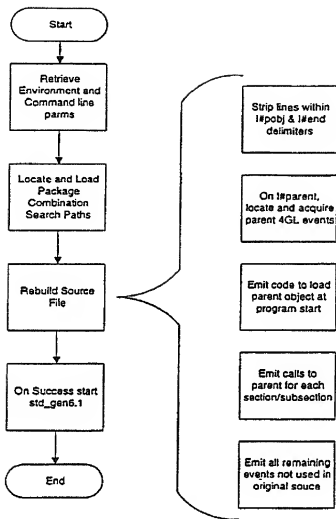 Start
Retrieve
Environment and
Command line
parms
Locate and Load
Package
Combination
Search Paths
Rebuild Source
File
On Success start
std_gen6.1
End
Strip lines within
!#pobj & !#end
delimiters
On !#parent,
locate and acquire
parent 4GL events
Emit code to load
parent object at
program start
Emit calls to
parent for each
section/subsection
Emit all remaining
events not used in
original souce